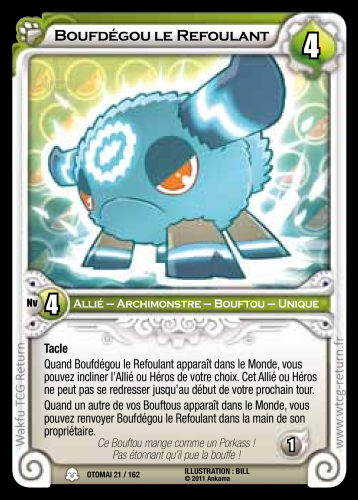 Boufdégou le Refoulant
4
Nv 4
Allié – Archimonstre – Bouftou – Unique
Tacle
Quand Boufdégou le Refoulant apparaît dans le Monde, vous
pouvez incliner l'Allié ou Héros de votre choix. Cet Allié ou Héros
ne peut pas se redresser jusqu'au début de votre prochain tour.
Quand un autre de vos Bouftous apparaît dans le Monde, vous
pouvez renvoyer Boufdégou le Refoulant dans la main de son
propriétaire.
Ce Bouftou mange comme un Porkass !
Pas étonnant qu'il pue la bouffe !
1
OTOMAI 21 / 162
ILLUSTRATION : BILL
© 2011 Ankama
Wakfu TCG Return
www.wtcg-return.fr